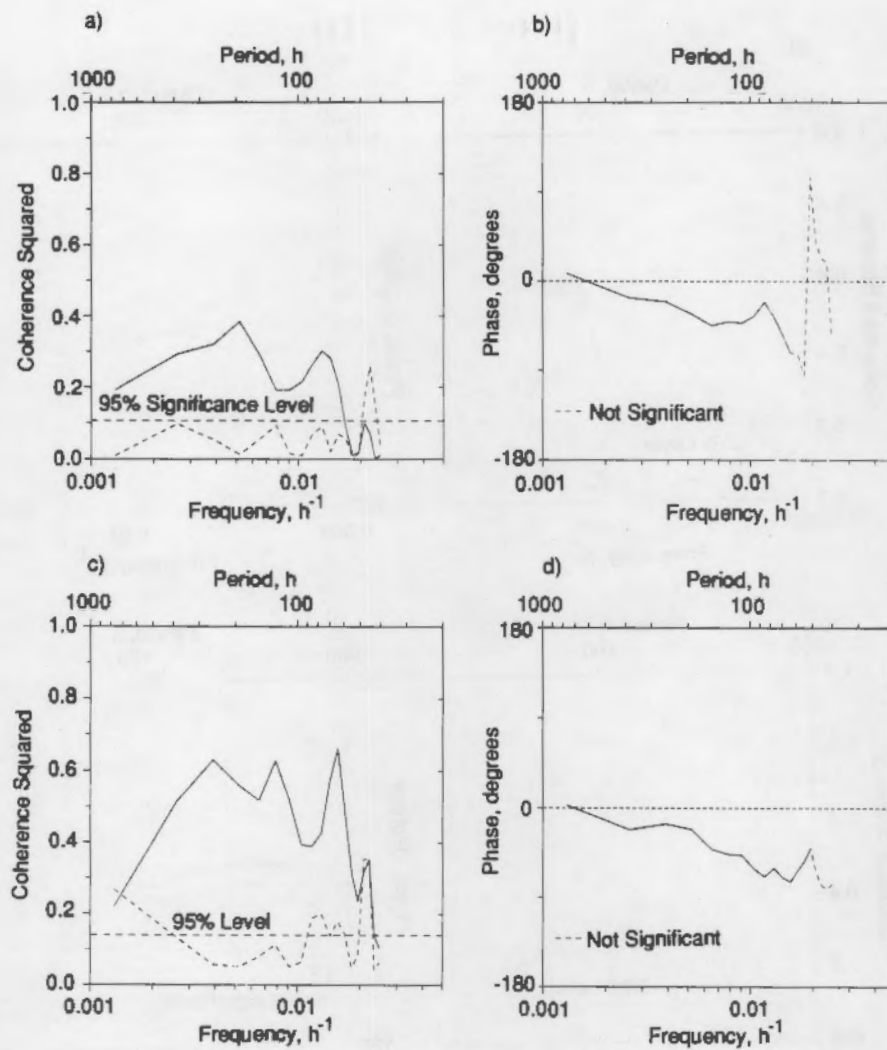 a)
Period, h
1000
100
1.0
0.8
0.6
0.4
0.2
0.0
Coherence Squared
95% Significance Level
0.001
0.01
Frequency, h-1
b)
Period, h
1000
100
180
0
-180
Phase, degrees
Not Significant
0.001
0.01
Frequency, h-1
c)
Period, h
1000
100
1.0
0.8
0.6
0.4
0.2
0.0
Coherence Squared
95% Level
0.001
0.01
Frequency, h-1
d)
Period, h
1000
100
180
0
-180
Phase, degrees
Not Significant
0.001
0.01
Frequency, h-1